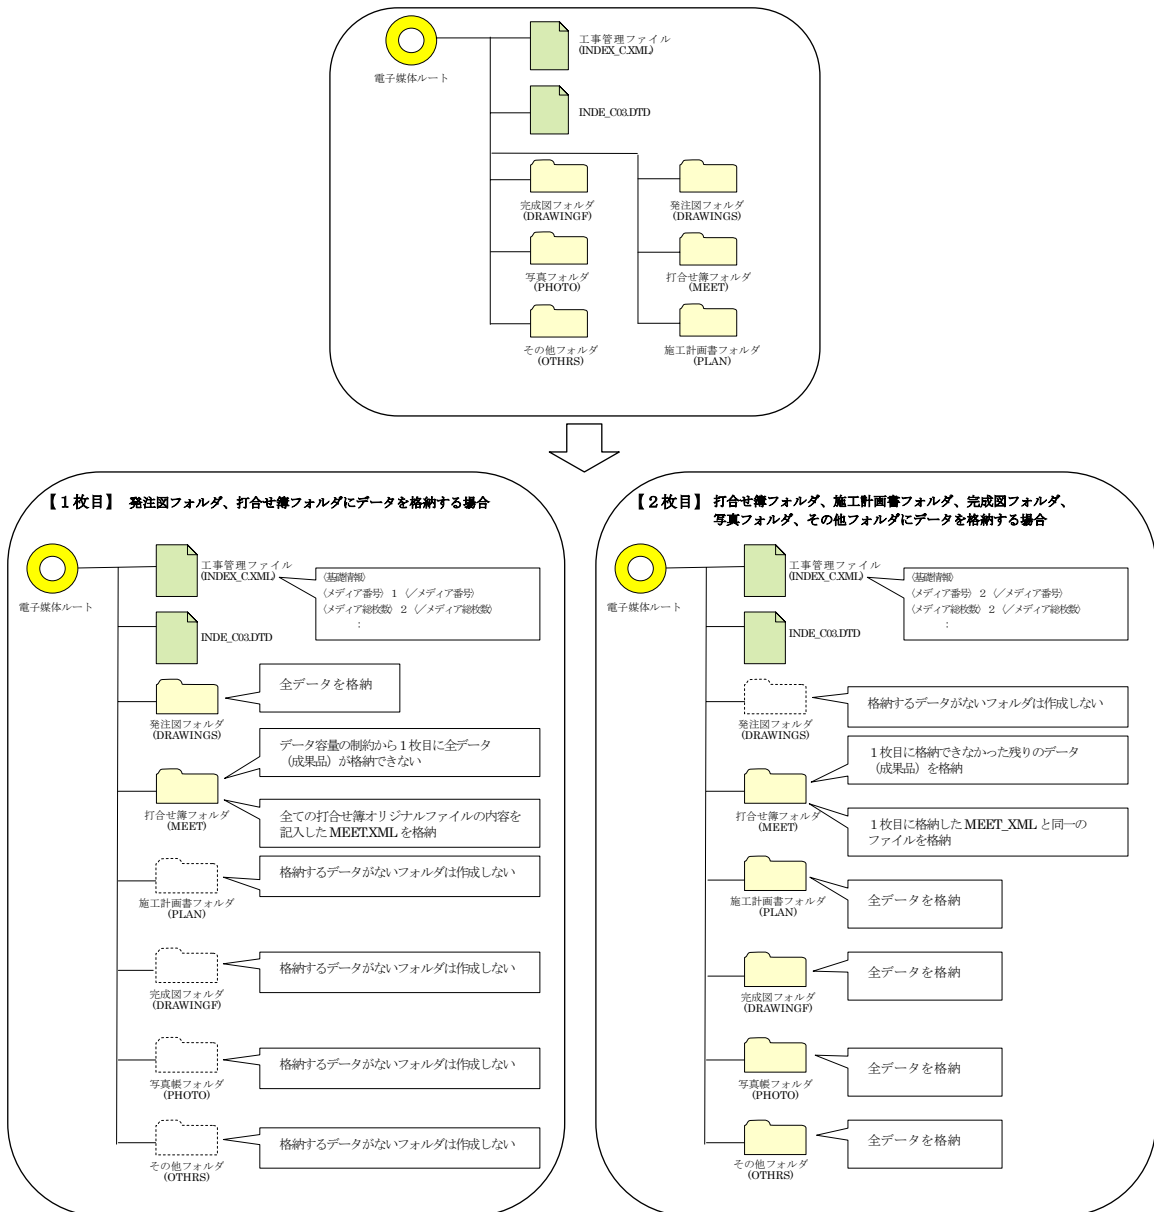 工事管理ファイル
(INDEX_C.XML)
電子媒体ルート
INDE_C03.DTD
完成図フォルダ
(DRAWINGF)
発注図フォルダ
(DRAWINGS)
写真フォルダ
(PHOTO)
打合せ簿フォルダ
(MEET)
その他フォルダ
(OTHRS)
施工計画書フォルダ
(PLAN)
【1枚目】 発注図フォルダ、打合せ簿フォルダにデータを格納する場合
工事管理ファイル
(INDEX_C.XML)
電子媒体ルート
〈基礎情報〉
〈メディア番号〉1〈／メディア番号〉
〈メディア総枚数〉2〈／メディア総枚数〉
：
INDE_C03.DTD
発注図フォルダ
(DRAWINGS)
全データを格納
打合せ簿フォルダ
(MEET)
データ容量の制約から1枚目に全データ
（成果品）が格納できない
全ての打合せ簿オリジナルファイルの内容を
記入した MEET.XML を格納
施工計画書フォルダ
(PLAN)
格納するデータがないフォルダは作成しない
完成図フォルダ
(DRAWINGF)
格納するデータがないフォルダは作成しない
写真帳フォルダ
(PHOTO)
格納するデータがないフォルダは作成しない
その他フォルダ
(OTHRS)
格納するデータがないフォルダは作成しない
【2枚目】 打合せ簿フォルダ、施工計画書フォルダ、完成図フォルダ、
写真フォルダ、その他フォルダにデータを格納する場合
工事管理ファイル
(INDEX_C.XML)
電子媒体ルート
〈基礎情報〉
〈メディア番号〉2〈／メディア番号〉
〈メディア総枚数〉2〈／メディア総枚数〉
：
INDE_C03.DTD
発注図フォルダ
(DRAWINGS)
格納するデータがないフォルダは作成しない
打合せ簿フォルダ
(MEET)
1枚目に格納できなかった残りのデータ
（成果品）を格納
1枚目に格納した MEET_XML と同一の
ファイルを格納
施工計画書フォルダ
(PLAN)
全データを格納
完成図フォルダ
(DRAWINGF)
全データを格納
写真帳フォルダ
(PHOTO)
全データを格納
その他フォルダ
(OTHRS)
全データを格納